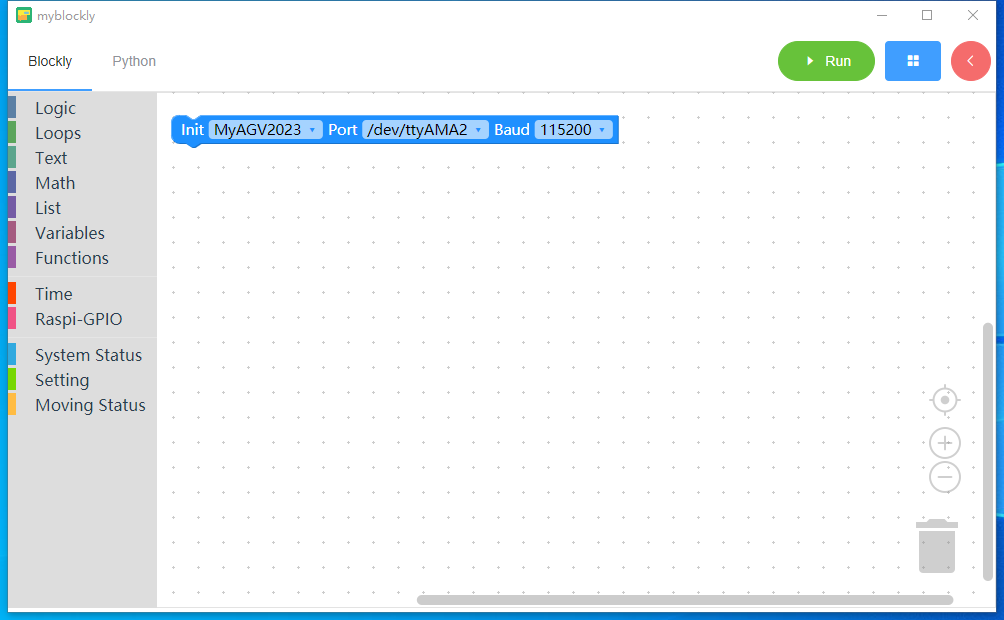 myblockly
Blockly Python Run
Init MyAGV2023 Port /dev/ttyAMA2 Baud 115200
Logic
Loops
Text
Math
List
Variables
Functions
Time
Raspi-GPIO
System Status
Setting
Moving Status